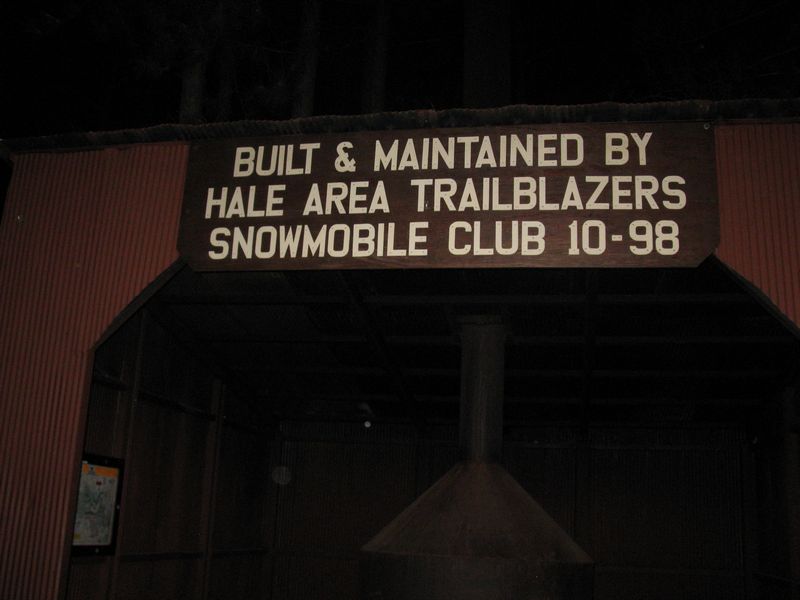 BUILT & MAINTAINED BY
HALE AREA TRAILBLAZERS
SNOWMOBILE CLUB 10-98